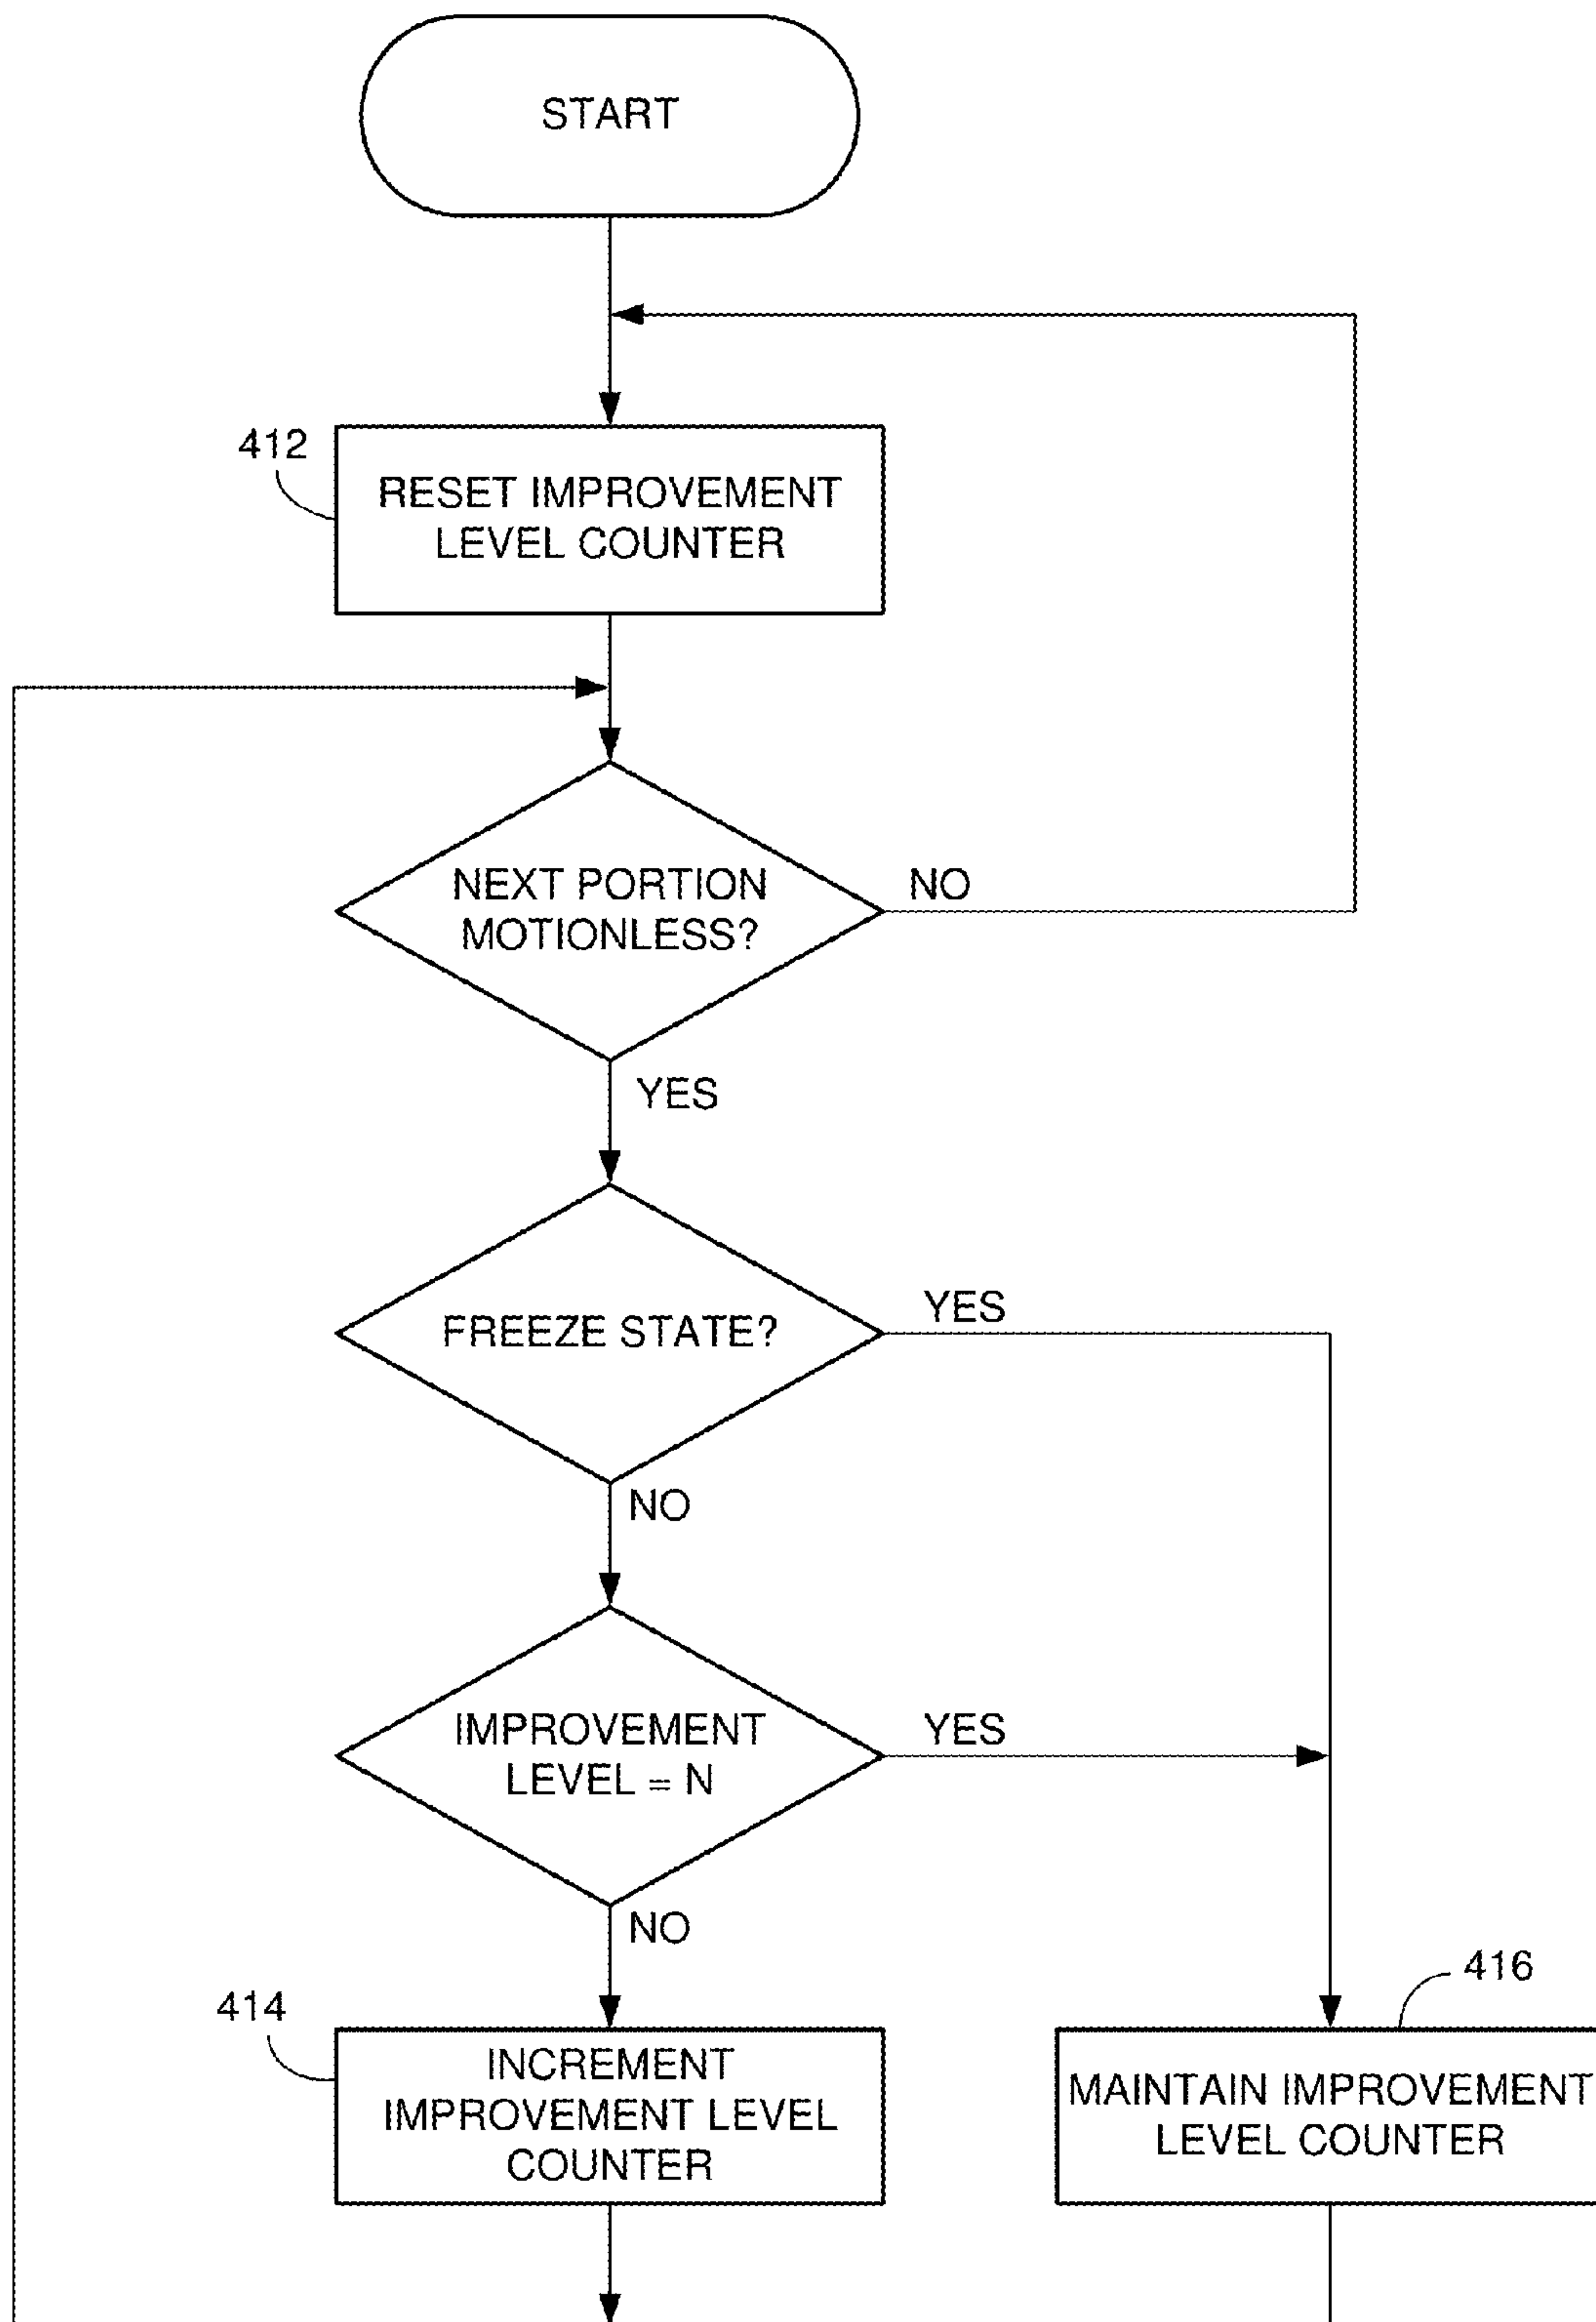 START
412
RESET IMPROVEMENT
LEVEL COUNTER
NEXT PORTION
MOTIONLESS?
NO
YES
FREEZE STATE?
YES
NO
IMPROVEMENT
LEVEL = N
YES
NO
414
INCREMENT
IMPROVEMENT LEVEL
COUNTER
416
MAINTAIN IMPROVEMENT
LEVEL COUNTER